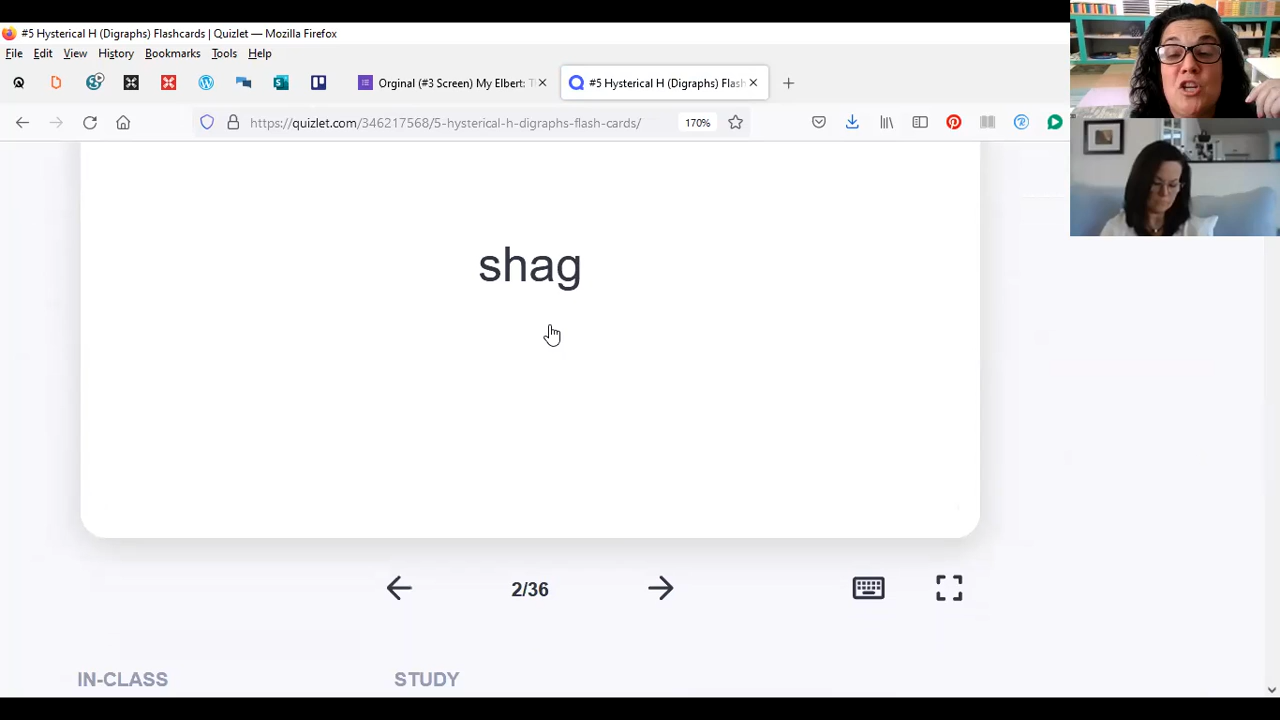 #5 Hysterical H (Digraphs) Flashcards | Quizlet — Mozilla Firefox
File Edit View History Bookmarks Tools Help
Orginal (#3 Screen) My Elbert: T
#5 Hysterical H (Digraphs) Flash
https://quizlet.com/346217566/5-hysterical-h-digraphs-flash-cards/
170%
shag
2/36
IN-CLASS
STUDY